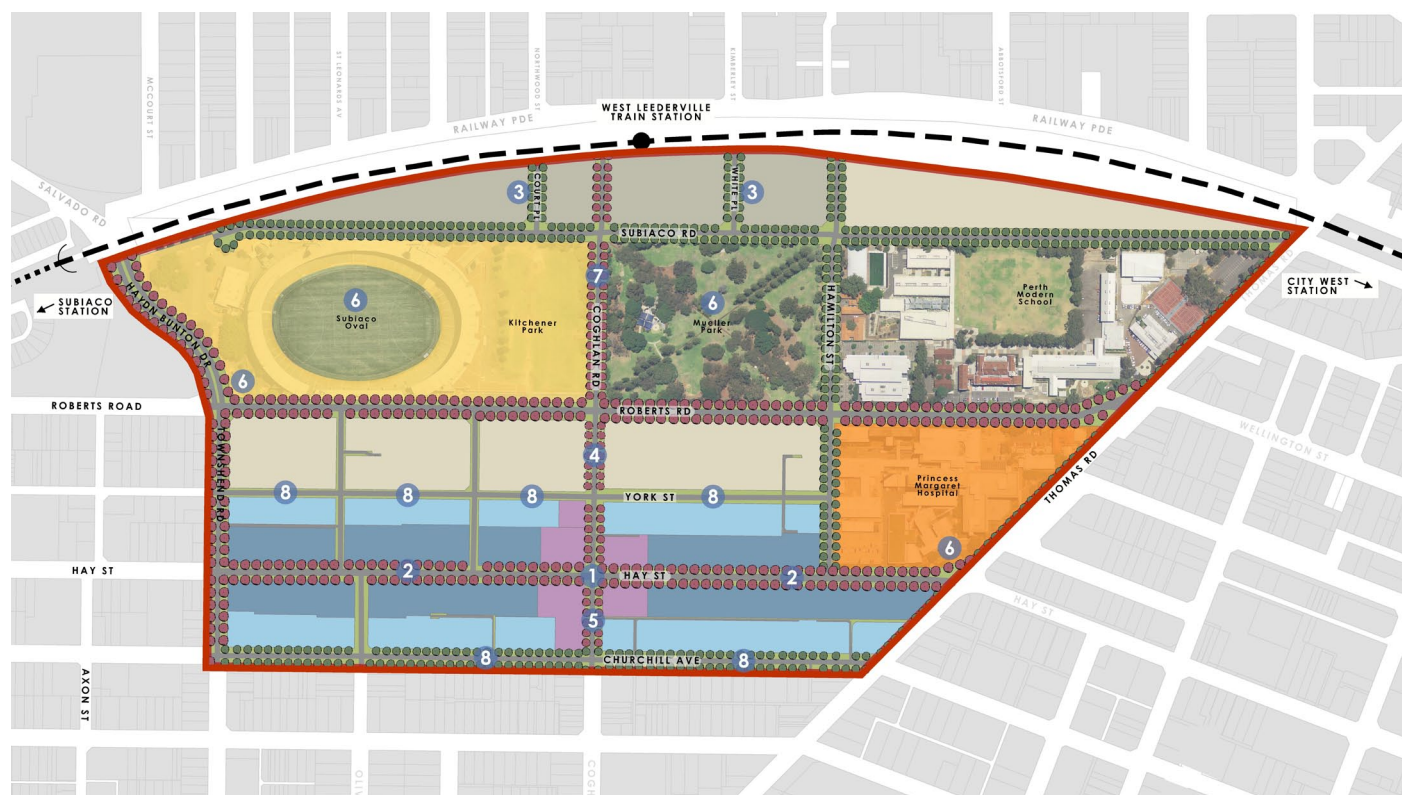 WEST LEEDERVILLE
TRAIN STATION
MCCOURT ST
ST LEONARDS AV
NORTHWOOD ST
KIMBERLEY ST
ABBOTSFORD ST
RAILWAY PDE
RAILWAY PDE
SALVADO RD
3
COURT PL
WHITE PL
3
SUBIACO RD
THOMAS RD
SUBIACO
STATION
CITY WEST
STATION
HAYDN BUNTON DR
6
Subiaco
Oval
Kitchener
Park
7
COGHLAN RD
6
Mueller
Park
HAMILTON ST
Perth
Modern
School
6
ROBERTS ROAD
ROBERTS RD
WELLINGTON ST
TOWNSHEND RD
4
Princess
Margaret
Hospital
THOMAS RD
8
8
8
YORK ST
8
6
HAY ST
2
1
HAY ST
2
HAY ST
5
8
CHURCHILL AVE
8
AXON ST
OLIV
COGH